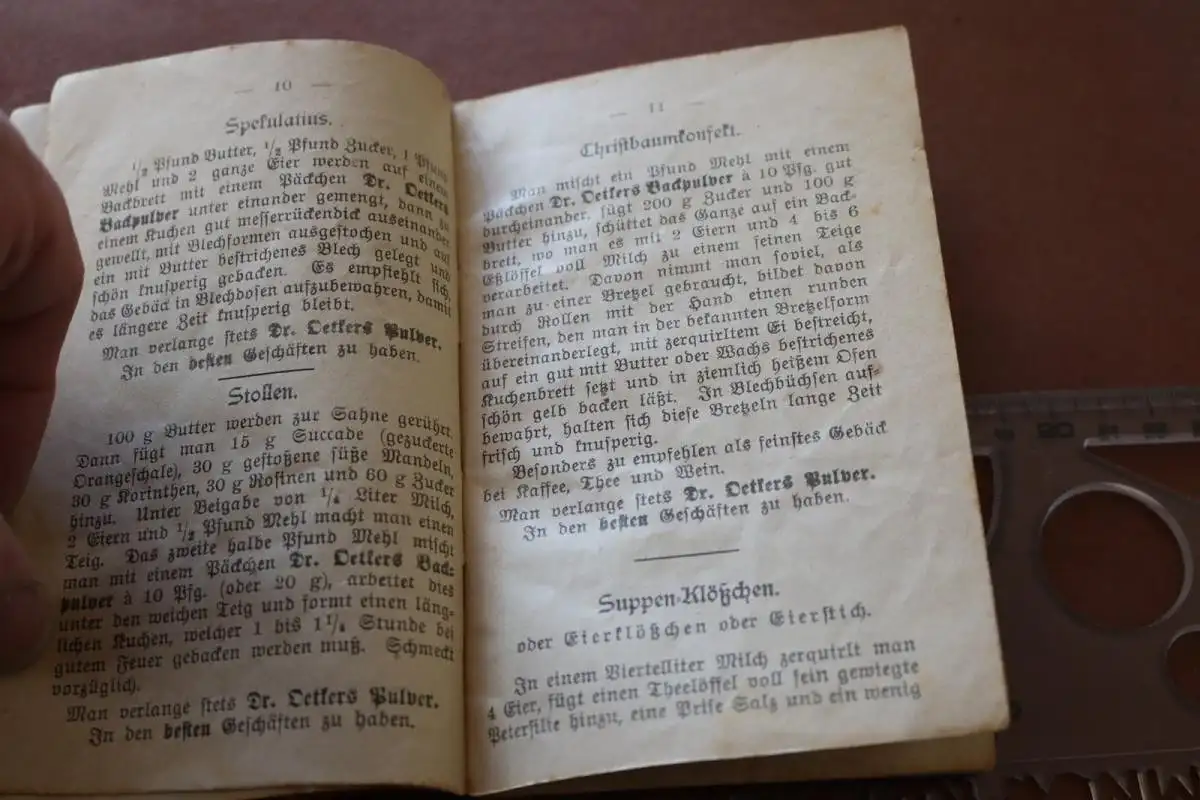 — 10 —
Spekulatius.
½ Pfund Butter, ½ Pfund Zucker, 1 Pfund
Mehl und 2 ganze Eier werden auf einem
Backbrett mit einem Päckchen Dr. Oetkers
Backpulver unter einander gemengt, dann zu
einem Kuchen gut messerrückendick auseinander
gewellt, mit Blechformen ausgestochen und auf
ein mit Butter bestrichenes Blech gelegt und
schön knusperig gebacken. Es empfiehlt sich,
das Gebäck in Blechdosen aufzubewahren, damit
es längere Zeit knusperig bleibt.
Man verlange stets Dr. Oetkers Pulver.
In den besten Geschäften zu haben.
Stollen.
100 g Butter werden zur Sahne gerührt.
Dann fügt man 15 g Succade (gezuckerte
Orangeschale), 30 g gestoßene süße Mandeln,
30 g Korinthen, 30 g Rosinen und 60 g Zucker
hinzu. Unter Beigabe von ¼ Liter Milch,
2 Eiern und ½ Pfund Mehl macht man einen
Teig. Das zweite halbe Pfund Mehl mischt
man mit einem Päckchen Dr. Oetkers Back-
pulver à 10 Pfg. (oder 20 g), arbeitet dies
unter den weichen Teig und formt einen läng-
lichen Kuchen, welcher 1 bis 1¼ Stunde bei
gutem Feuer gebacken werden muß. Schmeckt
vorzüglich.
Man verlange stets Dr. Oetkers Pulver.
In den besten Geschäften zu haben.
— 11 —
Christbaumkonfekt.
Man mischt ein Pfund Mehl mit einem
Päckchen Dr. Oetkers Backpulver à 10 Pfg. gut
durcheinander, fügt 200 g Zucker und 100 g
Butter hinzu, schüttet das Ganze auf ein Back-
brett, wo man es mit 2 Eiern und 4 bis 6
Eßlöffel voll Milch zu einem feinen Teige
verarbeitet. Davon nimmt man soviel, als
man zu einer Bretzel gebraucht, bildet davon
durch Rollen mit der Hand einen runden
Streifen, den man in der bekannten Bretzelform
übereinanderlegt, mit zerquirltem Ei bestreicht,
auf ein gut mit Butter oder Wachs bestrichenes
Kuchenbrett setzt und in ziemlich heißem Ofen
schön gelb backen läßt. In Blechbüchsen auf-
bewahrt, halten sich diese Bretzeln lange Zeit
frisch und knusperig.
Besonders zu empfehlen als feinstes Gebäck
bei Kaffee, Thee und Wein.
Man verlange stets Dr. Oetkers Pulver.
In den besten Geschäften zu haben.
Suppen-Klößchen.
oder Eierklößchen oder Eierstich.
In einem Viertelliter Milch zerquirlt man
4 Eier, fügt einen Theelöffel voll fein gewiegte
Petersilie hinzu, eine Prise Salz und ein wenig